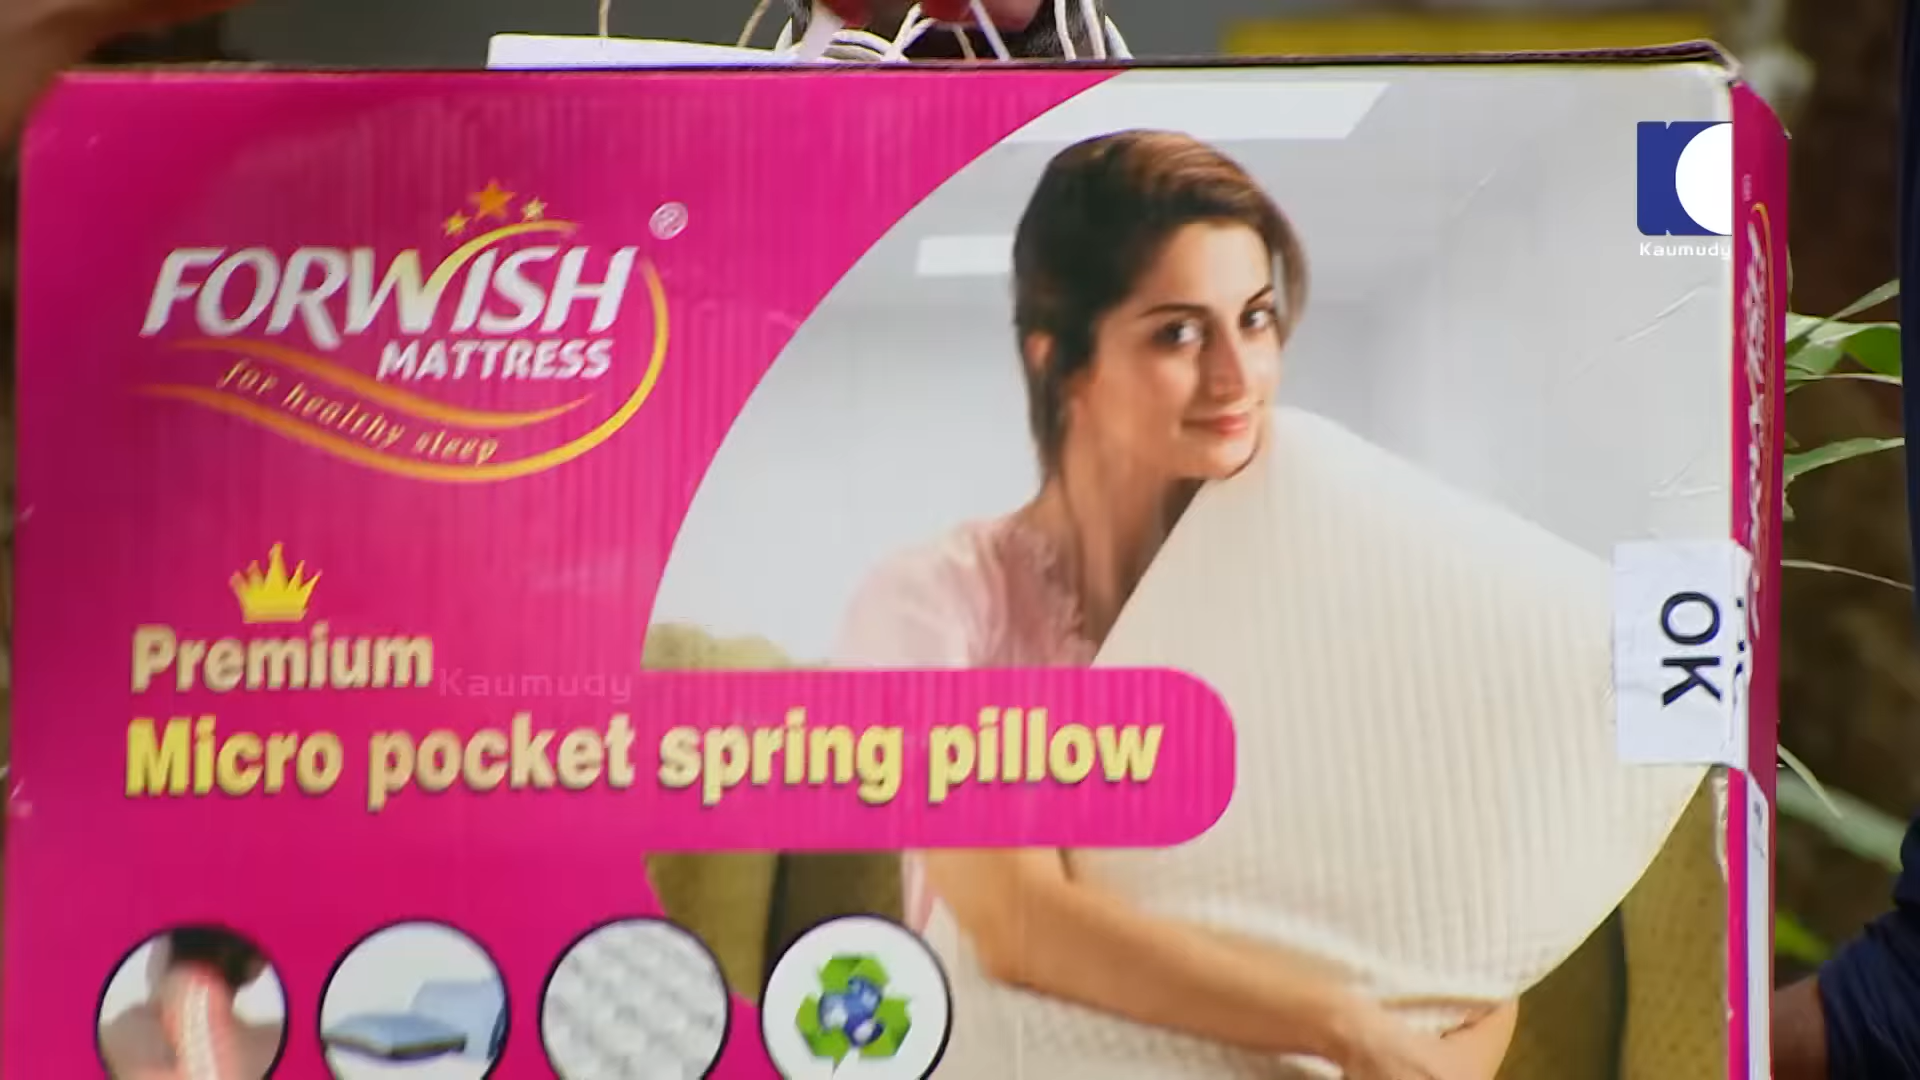 FORWISH
®
MATTRESS
for healthy sleep
Kaumudy
Premium
Kaumudy
Micro pocket spring pillow
OK